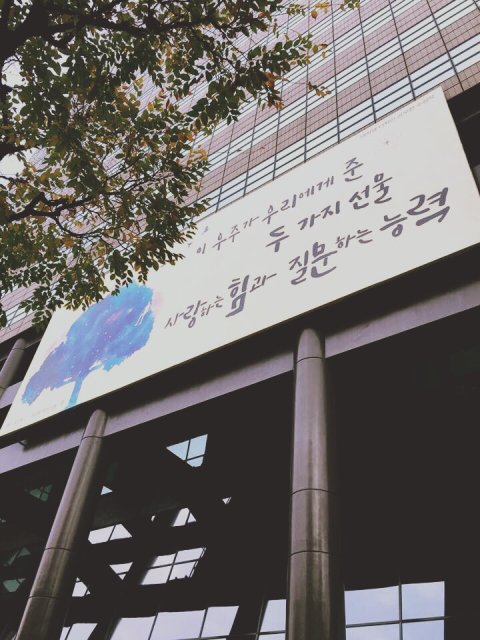 이 우주가 우리에게 준
두 가지 선물
사랑하는 힘과 질문하는 능력